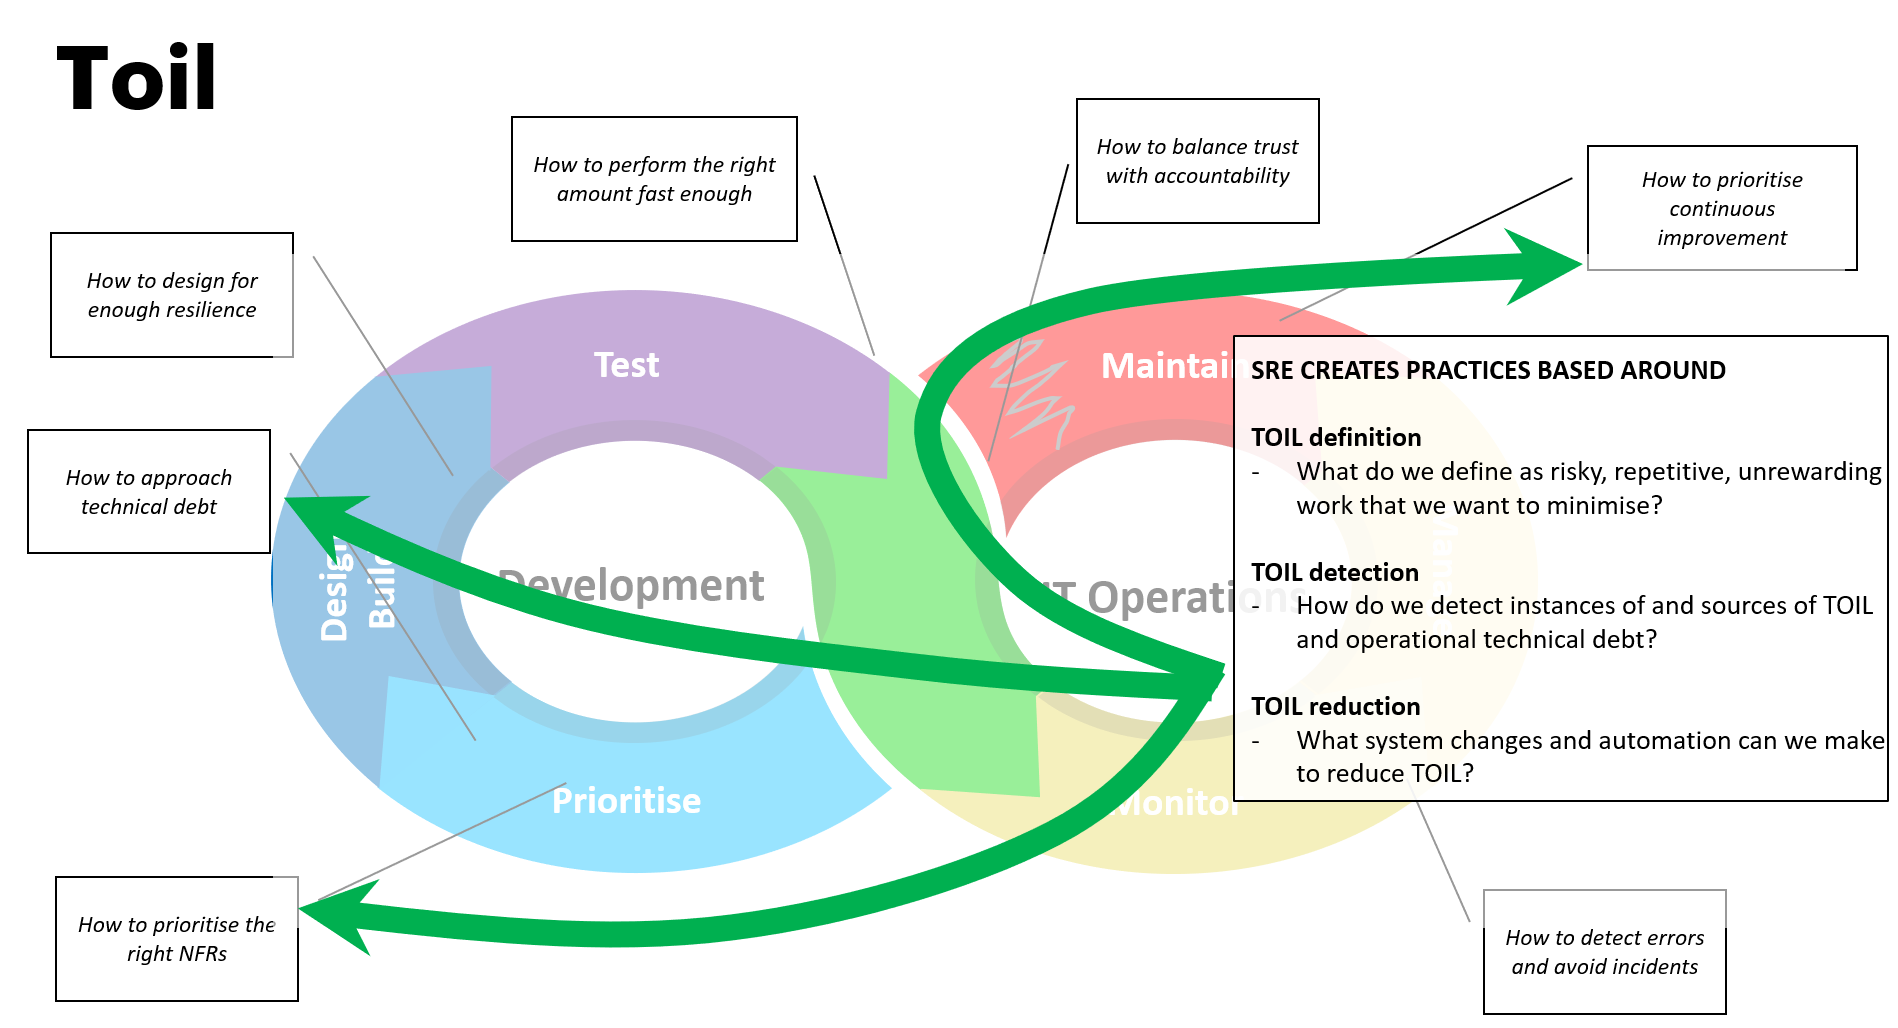 Toil
How to perform the right
amount fast enough
How to balance trust
with accountability
How to prioritise
continuous
improvement
How to design for
enough resilience
How to approach
technical debt
How to prioritise the
right NFRs
How to detect errors
and avoid incidents
Test
Maintain
Design
Build
Development
IT Operations
Prioritise
Monitor
SRE CREATES PRACTICES BASED AROUND
TOIL definition
- What do we define as risky, repetitive, unrewarding
work that we want to minimise?
TOIL detection
- How do we detect instances of and sources of TOIL
and operational technical debt?
TOIL reduction
- What system changes and automation can we make
to reduce TOIL?